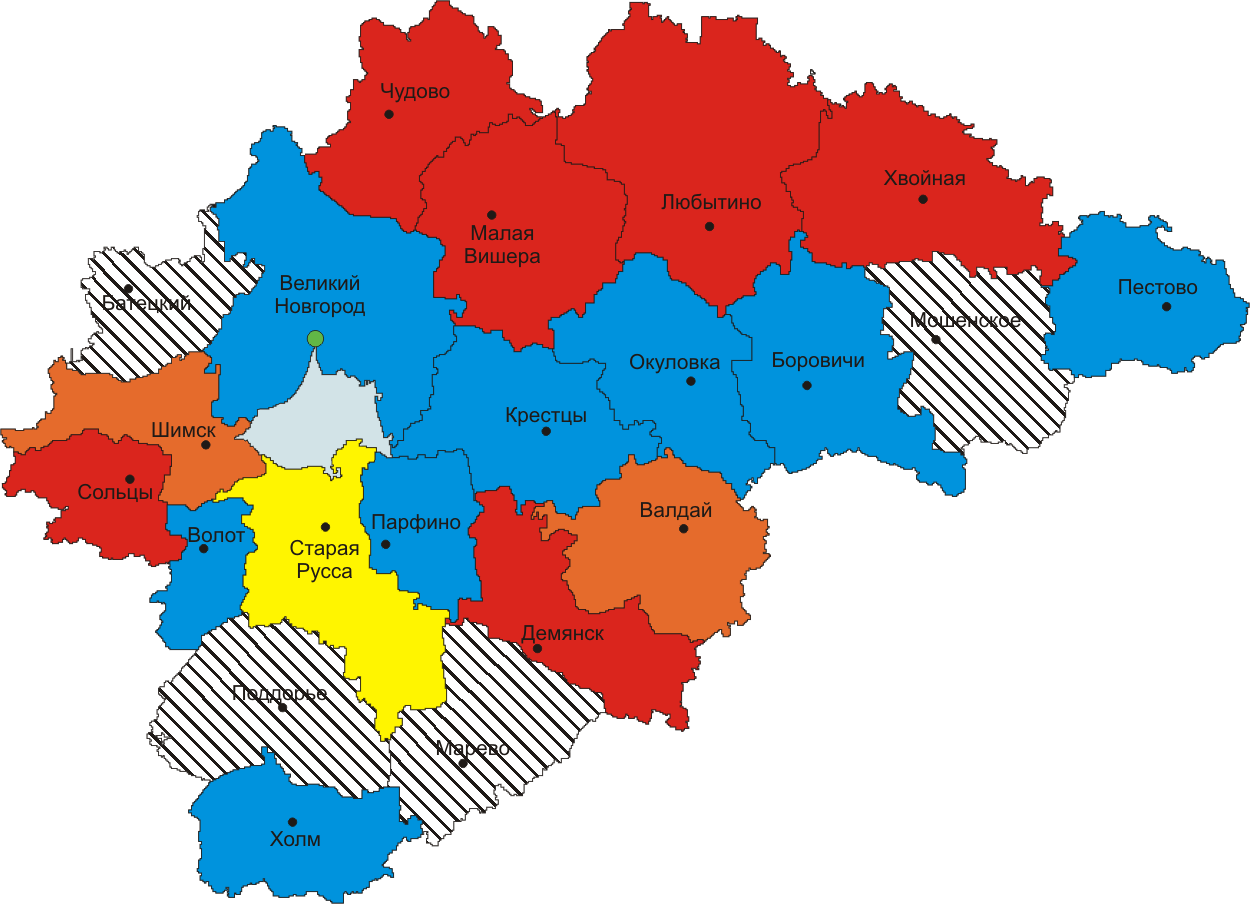 Чудово
Хвойная
Любытино
Малая
Вишера
Великий
Новгород
Пестово
Батецкий
Мошенское
Окуловка
Боровичи
Крестцы
Шимск
Сольцы
Валдай
Парфино
Волот
Старая
Русса
Демянск
Поддорье
Марево
Холм